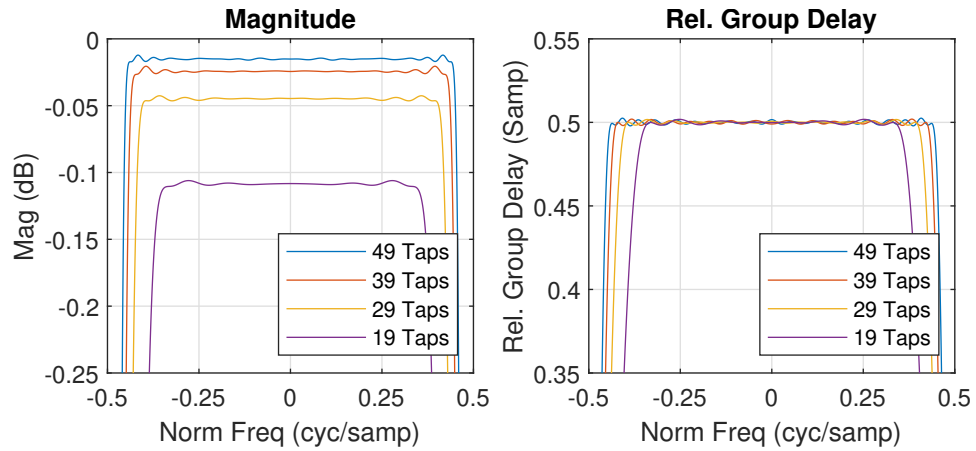 Magnitude
0
-0.05
-0.1
-0.15
-0.2
-0.25
Mag (dB)
49 Taps
39 Taps
29 Taps
19 Taps
-0.5
-0.25
0
0.25
0.5
Norm Freq (cyc/samp)
Rel. Group Delay
0.55
0.5
0.45
0.4
0.35
Rel. Group Delay (Samp)
49 Taps
39 Taps
29 Taps
19 Taps
-0.5
-0.25
0
0.25
0.5
Norm Freq (cyc/samp)